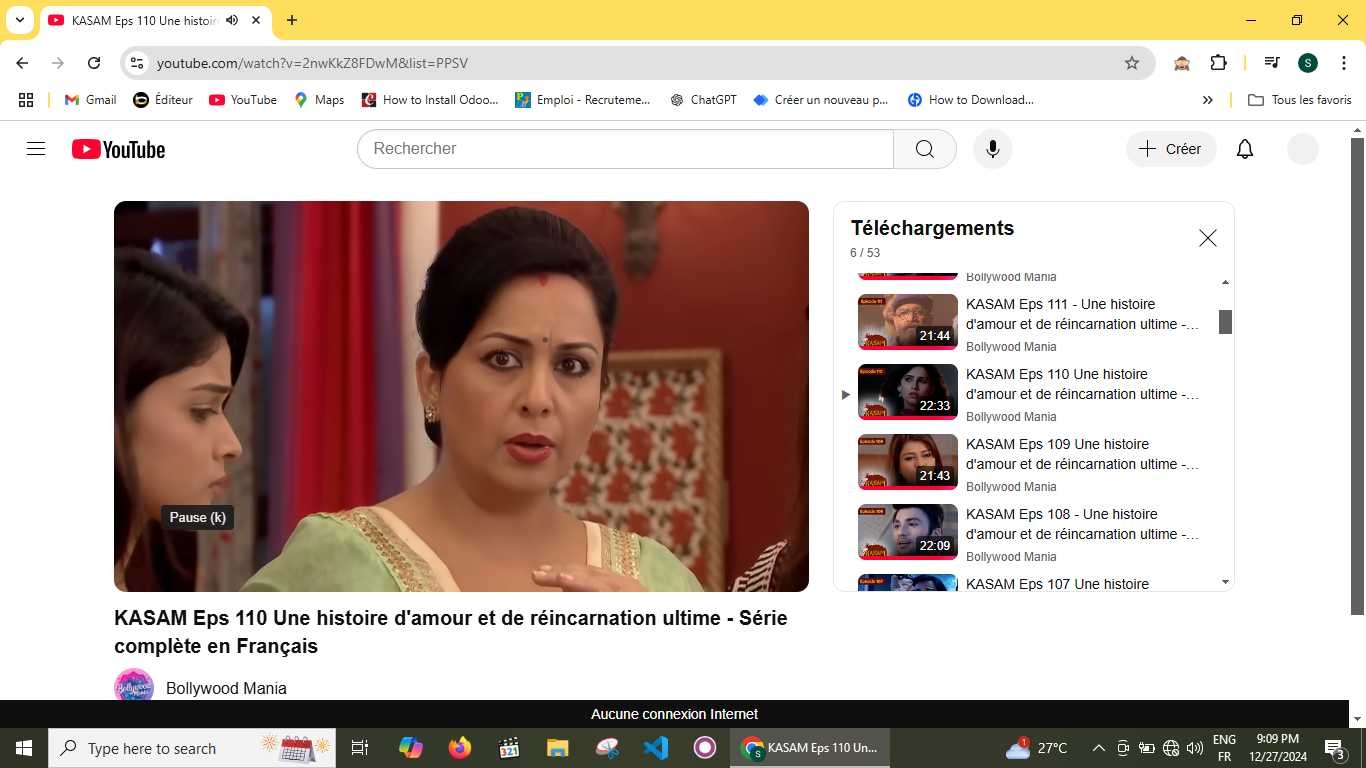 KASAM Eps 110 Une histoir
youtube.com/watch?v=2nwKkZ8FDwM&list=PPSV
S
Gmail
Éditeur
YouTube
Maps
How to Install Odoo...
Emploi - Recruteme...
ChatGPT
Créer un nouveau p...
How to Download...
Tous les favoris
YouTube
Rechercher
Créer
Pause (k)
KASAM Eps 110 Une histoire d'amour et de réincarnation ultime - Série
complète en Français
Bollywood Mania
Téléchargements
6 / 53
Bollywood Mania
21:44
KASAM Eps 111 - Une histoire
d'amour et de réincarnation ultime -...
Bollywood Mania
22:33
KASAM Eps 110 Une histoire
d'amour et de réincarnation ultime -...
Bollywood Mania
21:43
KASAM Eps 109 Une histoire
d'amour et de réincarnation ultime -...
Bollywood Mania
22:09
KASAM Eps 108 - Une histoire
d'amour et de réincarnation ultime -...
Bollywood Mania
KASAM Eps 107 Une histoire
Aucune connexion Internet
Type here to search
KASAM Eps 110 Un...
27°C
ENG
FR
9:09 PM
12/27/2024
3